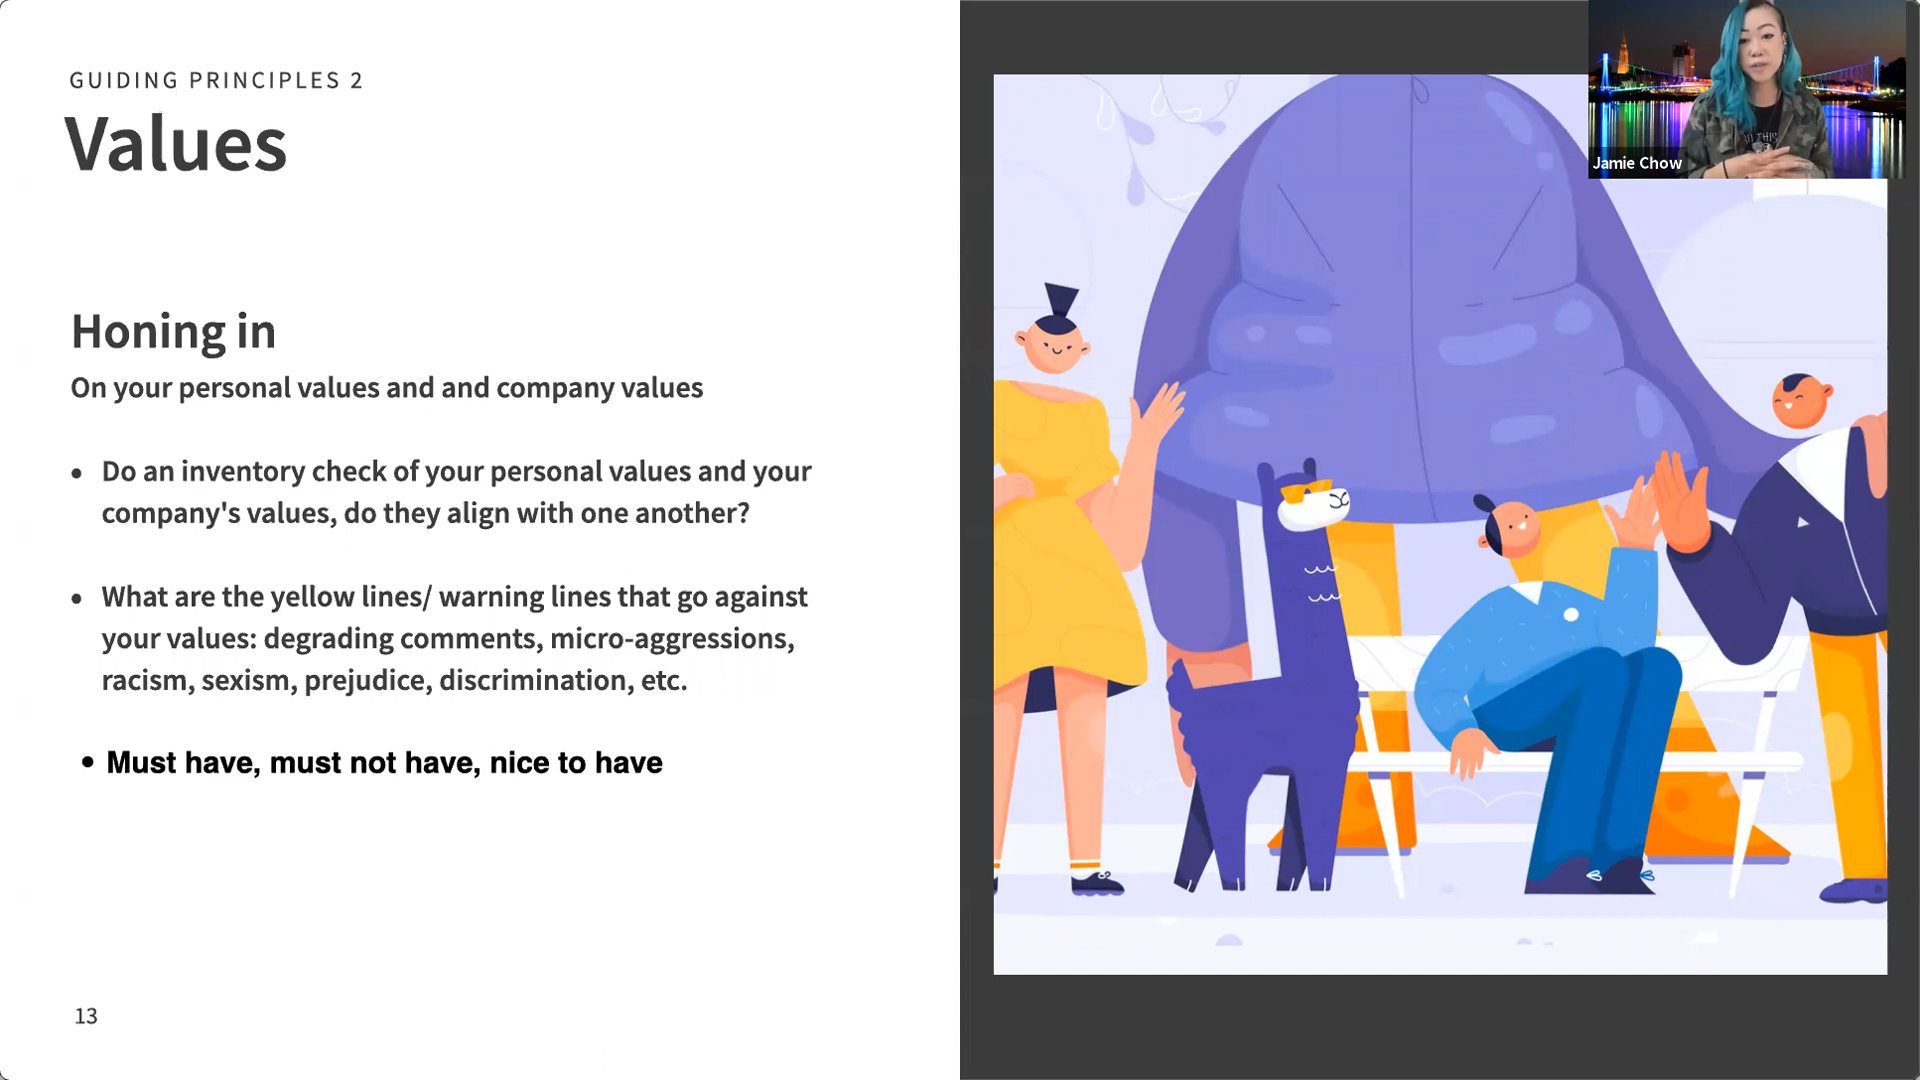 GUIDING PRINCIPLES 2
Values
Honing in
On your personal values and and company values
• Do an inventory check of your personal values and your
company's values, do they align with one another?
• What are the yellow lines/ warning lines that go against
your values: degrading comments, micro-aggressions,
racism, sexism, prejudice, discrimination, etc.
• Must have, must not have, nice to have
13
Jamie Chow